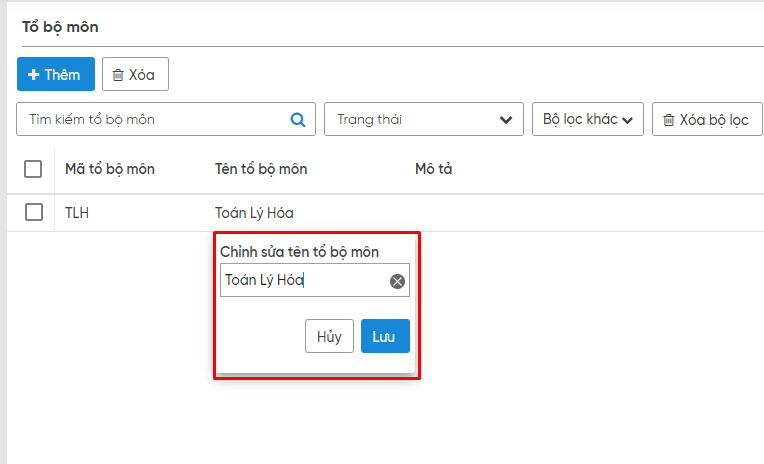 Tổ bộ môn
Thêm Xóa
Tìm kiếm tổ bộ môn Trạng thái Bộ lọc khác Xóa bộ lọc
Mã tổ bộ môn Tên tổ bộ môn Mô tả
TLH Toán Lý Hóa
Chỉnh sửa tên tổ bộ môn
Toán Lý Hóa
Hủy Lưu